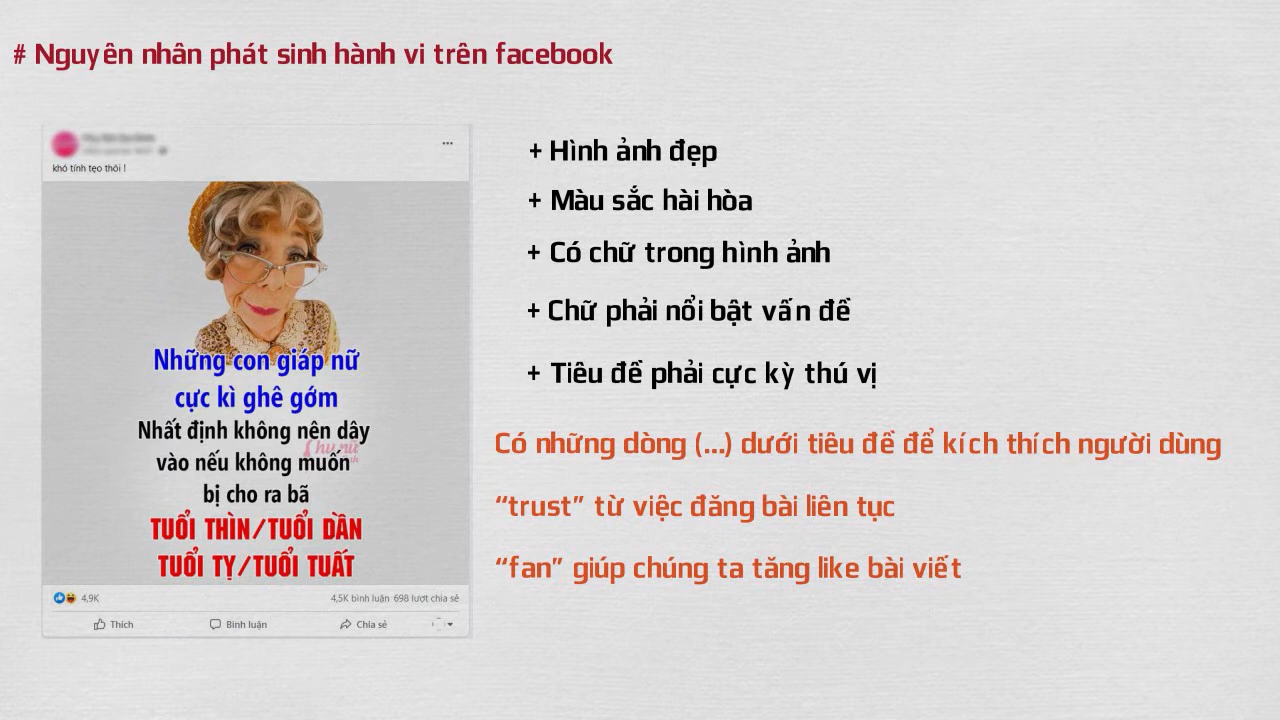 # Nguyên nhân phát sinh hành vi trên facebook
khó tính tẹo thôi !
Những con giáp nữ
cực kì ghê gớm
Nhất định không nên dây
vào nếu không muốn
bị cho ra bã
TUỔI THÌN/TUỔI DẦN
TUỔI TỴ/TUỔI TUẤT
4,9K
4,5K bình luận 698 lượt chia sẻ
Thích
Bình luận
Chia sẻ
+ Hình ảnh đẹp
+ Màu sắc hài hòa
+ Có chữ trong hình ảnh
+ Chữ phải nổi bật vấn đề
+ Tiêu đề phải cực kỳ thú vị
Có những dòng (...) dưới tiêu đề để kích thích người dùng
“trust” từ việc đăng bài liên tục
“fan” giúp chúng ta tăng like bài viết